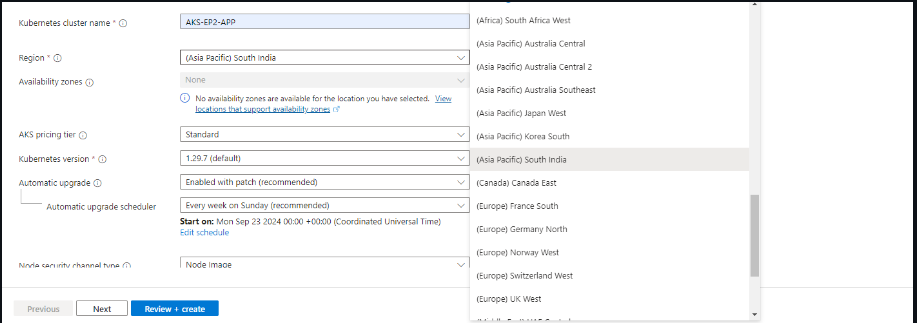 Kubernetes cluster name *
AKS-EP2-APP
Region *
(Asia Pacific) South India
Availability zones
None
No availability zones are available for the location you have selected. View
locations that support availability zones
AKS pricing tier
Standard
Kubernetes version *
1.29.7 (default)
Automatic upgrade
Enabled with patch (recommended)
Automatic upgrade scheduler
Every week on Sunday (recommended)
Start on: Mon Sep 23 2024 00:00 +00:00 (Coordinated Universal Time)
Edit schedule
Node security channel type
Node Image
Previous
Next
Review + create
(Africa) South Africa West
(Asia Pacific) Australia Central
(Asia Pacific) Australia Central 2
(Asia Pacific) Australia Southeast
(Asia Pacific) Japan West
(Asia Pacific) Korea South
(Asia Pacific) South India
(Canada) Canada East
(Europe) France South
(Europe) Germany North
(Europe) Norway West
(Europe) Switzerland West
(Europe) UK West
(Middle East) UAE Central